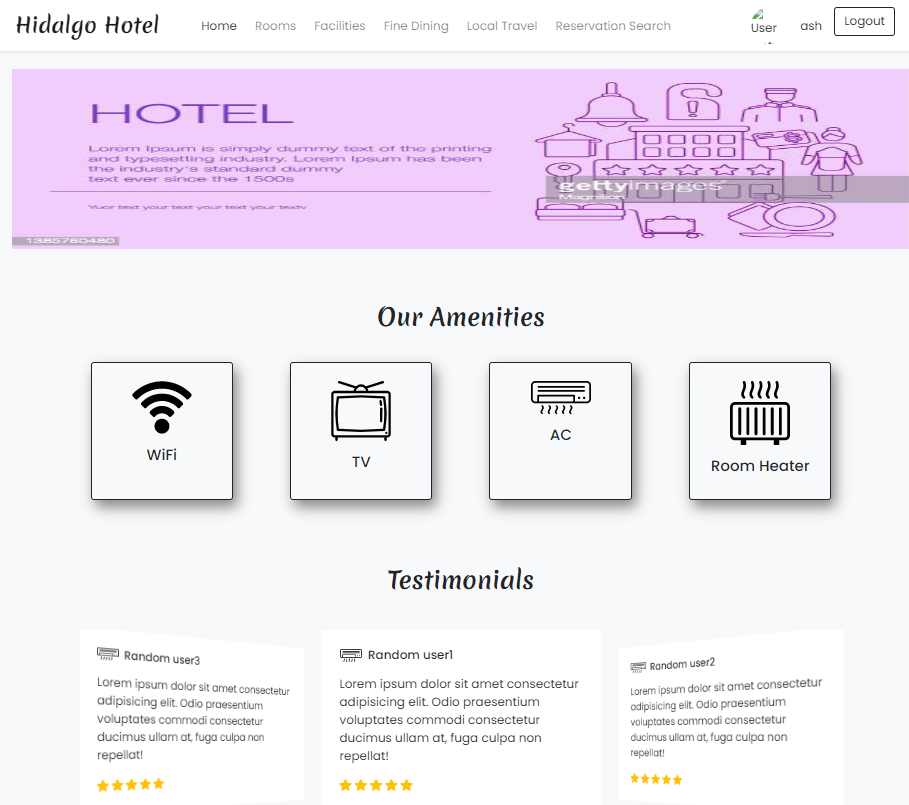 Hidalgo Hotel
Home Rooms Facilities Fine Dining Local Travel Reservation Search
User
ash
Logout
HOTEL
Lorem Ipsum is simply dummy text of the printing
and typesetting industry. Lorem Ipsum has been
the industry's standard dummy
text ever since the 1500s
Your text your text your text your textv
gettyimages
1385760480
Our Amenities
WiFi
TV
AC
Room Heater
Testimonials
Random user3
Lorem ipsum dolor sit amet consectetur
adipisicing elit. Odio praesentium
voluptates commodi consectetur
ducimus ullam at, fuga culpa non
repellat!
Random user1
Lorem ipsum dolor sit amet consectetur
adipisicing elit. Odio praesentium
voluptates commodi consectetur
ducimus ullam at, fuga culpa non
repellat!
Random user2
Lorem ipsum dolor sit amet consectetur
adipisicing elit. Odio praesentium
voluptates commodi consectetur
ducimus ullam at, fuga culpa non
repellat!